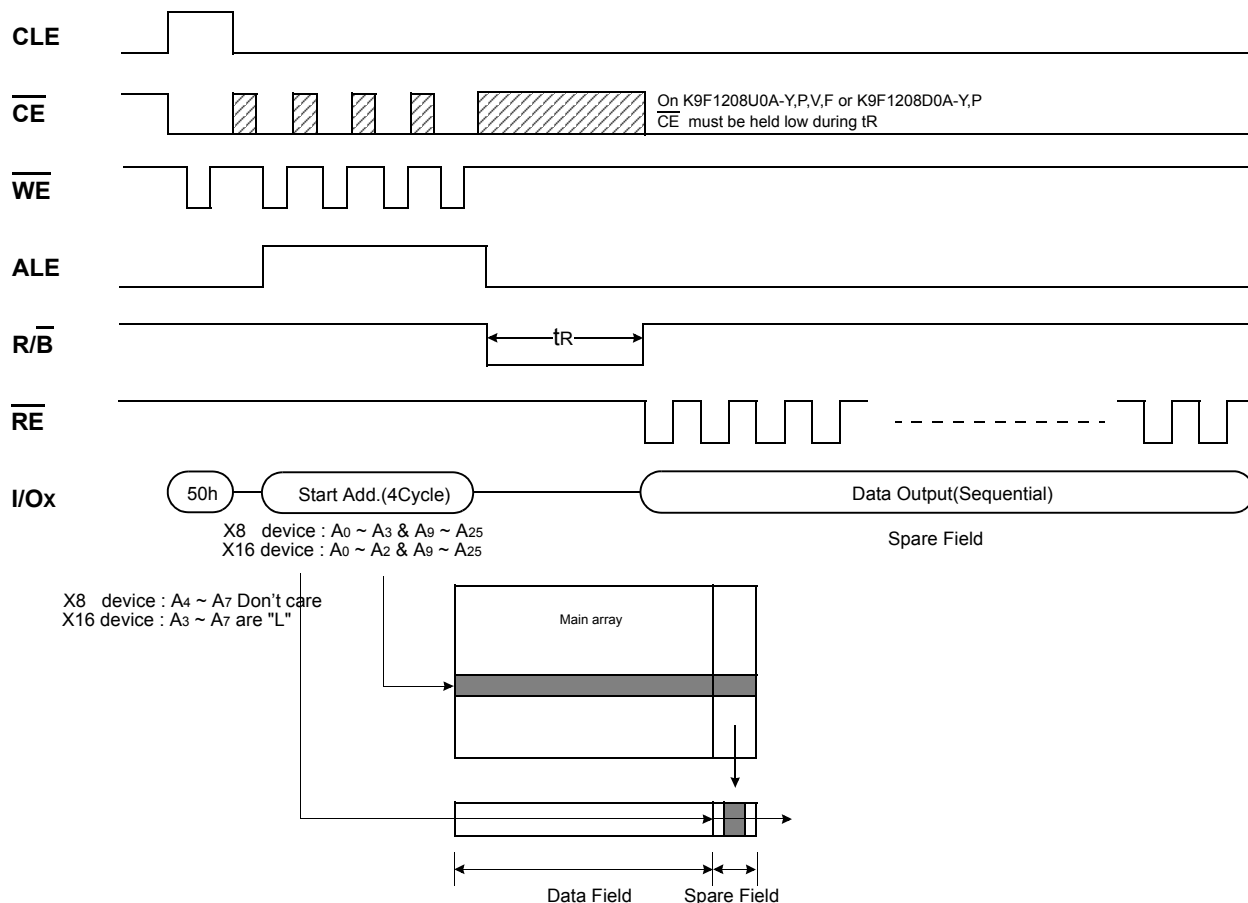 CLE
CE
On K9F1208U0A-Y,P,V,F or K9F1208D0A-Y,P
CE must be held low during tR
WE
ALE
R/B
tR
RE
I/Ox
50h
Start Add.(4Cycle)
Data Output(Sequential)
X8 device : A0 ~ A3 & A9 ~ A25
X16 device : A0 ~ A2 & A9 ~ A25
Spare Field
X8 device : A4 ~ A7 Don't care
X16 device : A3 ~ A7 are "L"
Main array
Data Field
Spare Field